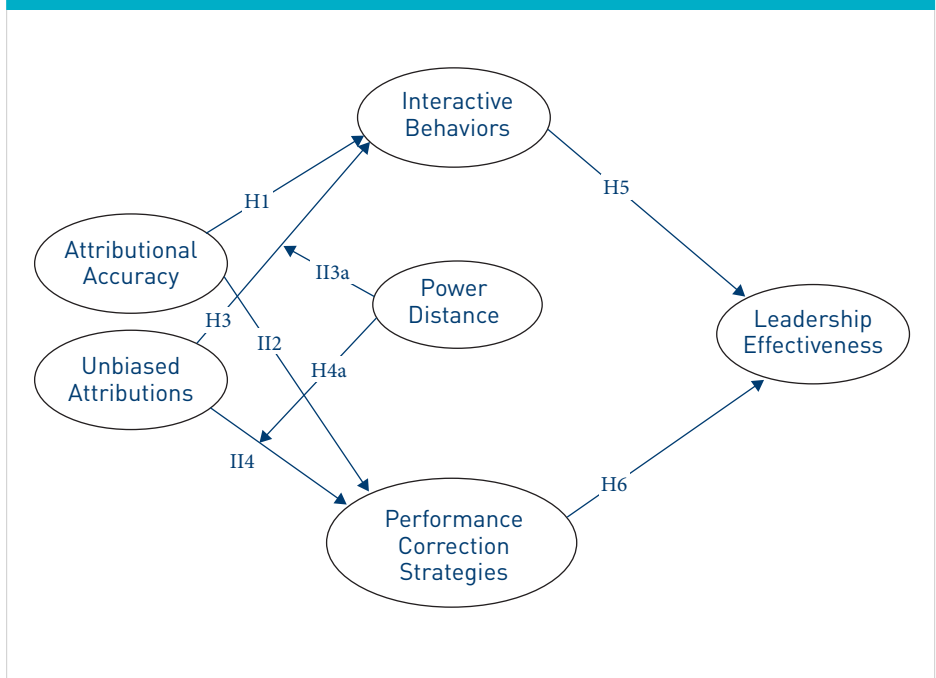 Interactive
Behaviors
H1
H5
Attributional
Accuracy
II3a
Power
Distance
H3
II2
Leadership
Effectiveness
Unbiased
Attributions
H4a
II4
H6
Performance
Correction
Strategies